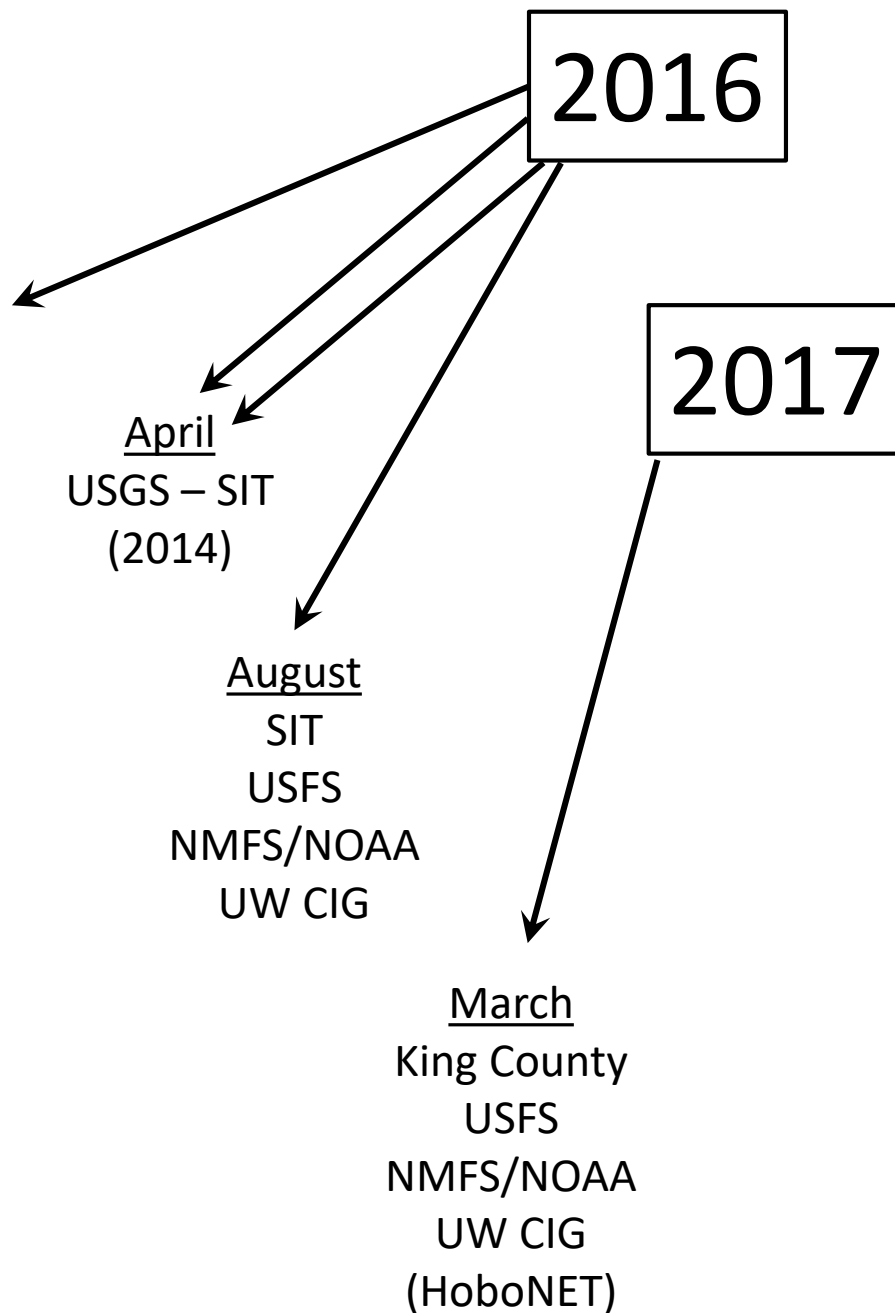 2016
2017
April
USGS – SIT
(2014)
August
SIT
USFS
NMFS/NOAA
UW CIG
March
King County
USFS
NMFS/NOAA
UW CIG
(HoboNET)